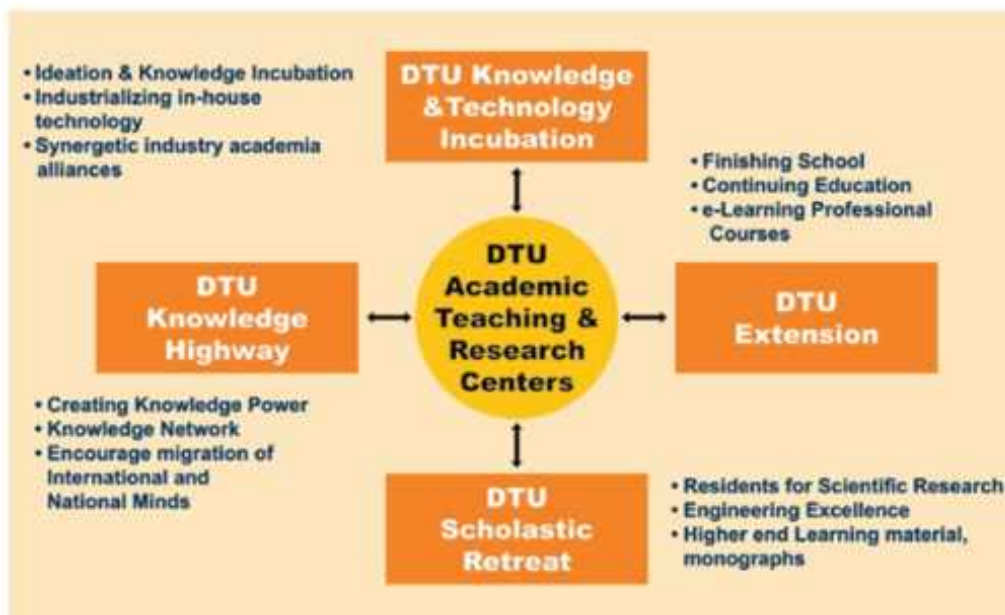 • Ideation & Knowledge Incubation
• Industrializing in-house
technology
• Synergetic industry academia
alliances
DTU Knowledge
&Technology
Incubation
• Finishing School
• Continuing Education
• e-Learning Professional
Courses
DTU
Knowledge
Highway
DTU
Academic
Teaching &
Research
Centers
DTU
Extension
• Creating Knowledge Power
• Knowledge Network
• Encourage migration of
International and
National Minds
DTU
Scholastic
Retreat
• Residents for Scientific Research
• Engineering Excellence
• Higher end Learning material,
monographs